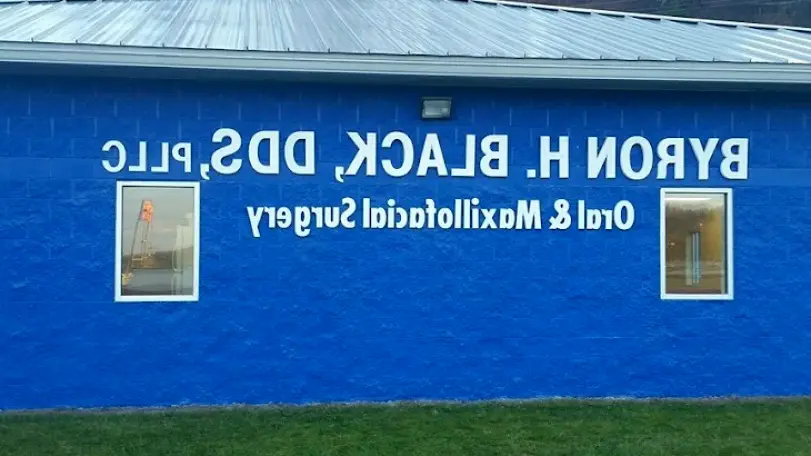 BYRON H. BLACK, DDS, PLLC
Oral & Maxillofacial Surgery